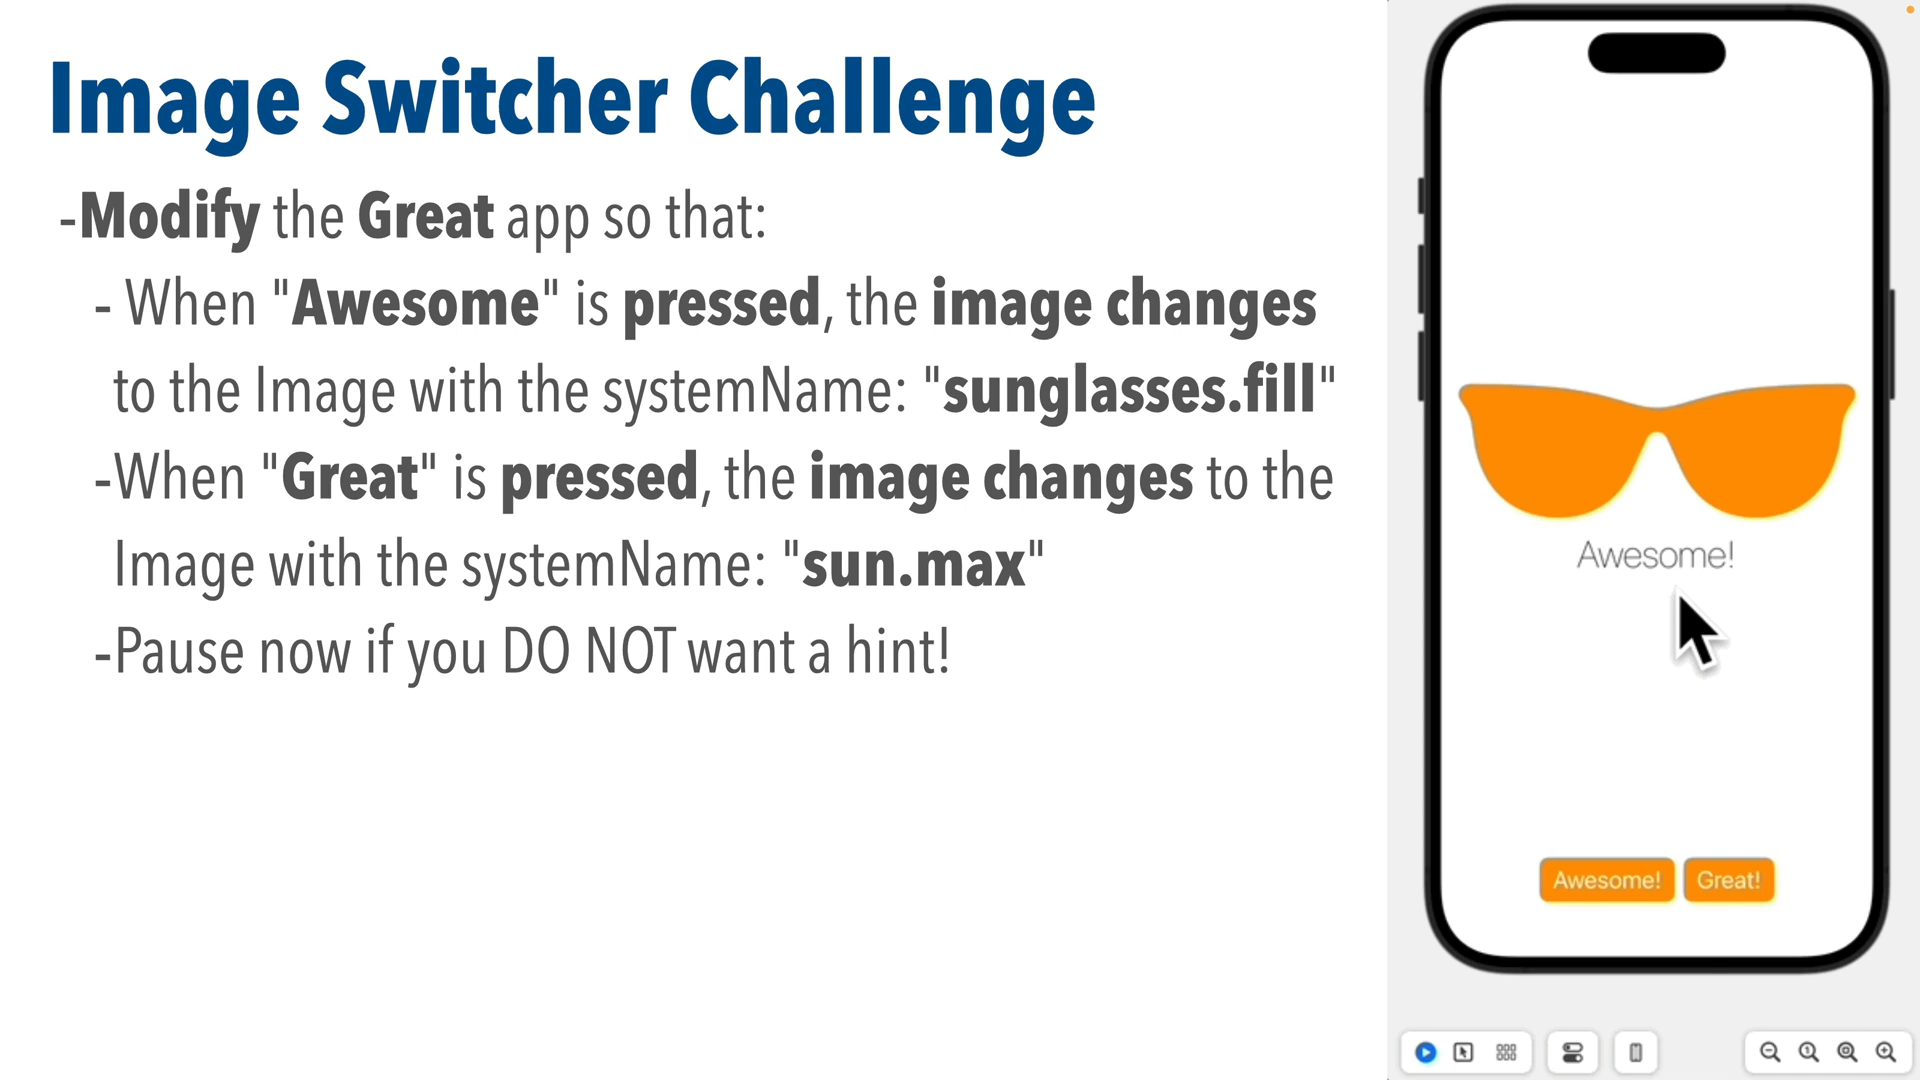 Image Switcher Challenge
-Modify the Great app so that:
- When "Awesome" is pressed, the image changes
to the Image with the systemName: "sunglasses.fill"
-When "Great" is pressed, the image changes to the
Image with the systemName: "sun.max"
-Pause now if you DO NOT want a hint!
Awesome!
Awesome!
Great!